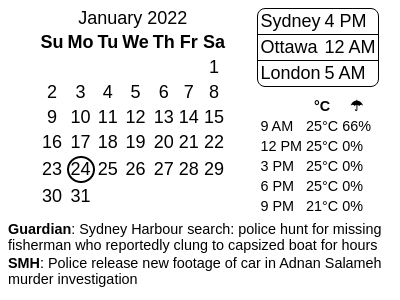 January 2022
Su Mo Tu We Th Fr Sa
1
2 3 4 5 6 7 8
9 10 11 12 13 14 15
16 17 18 19 20 21 22
23 24 25 26 27 28 29
30 31
Sydney 4 PM
Ottawa 12 AM
London 5 AM
°C ☂
9 AM 25°C 66%
12 PM 25°C 0%
3 PM 25°C 0%
6 PM 25°C 0%
9 PM 21°C 0%
Guardian: Sydney Harbour search: police hunt for missing
fisherman who reportedly clung to capsized boat for hours
SMH: Police release new footage of car in Adnan Salameh
murder investigation